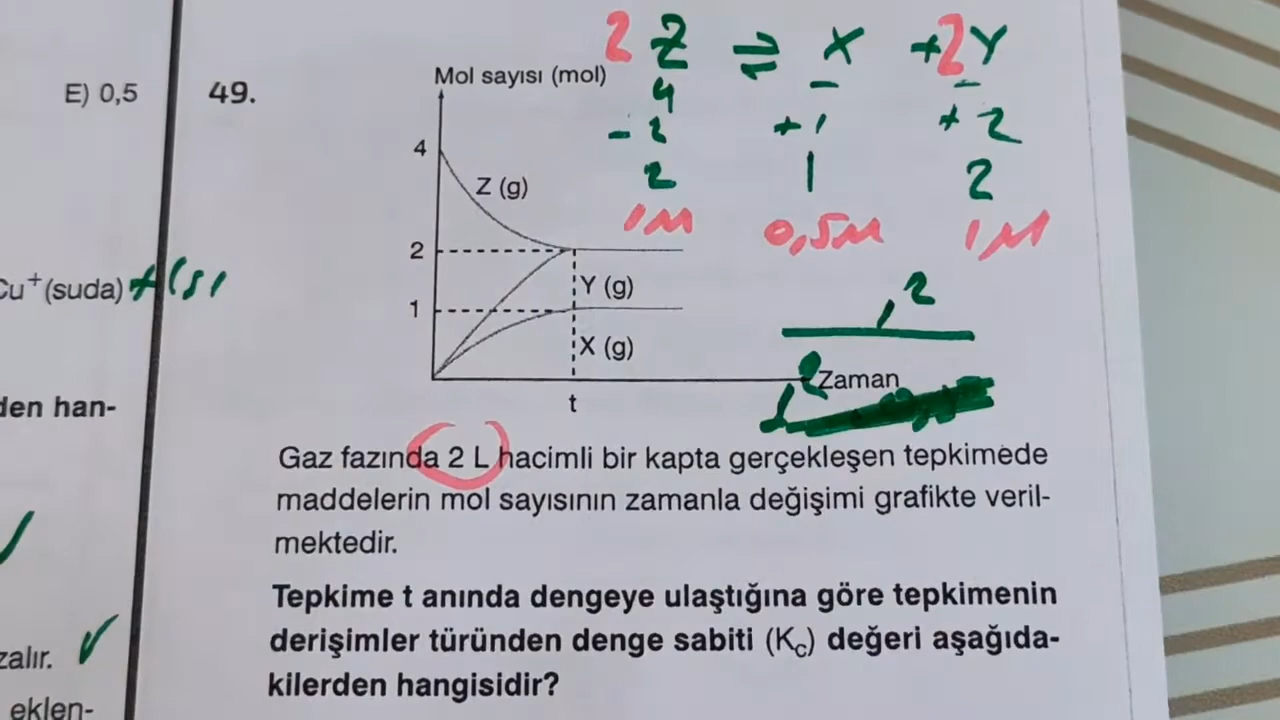 E) 0,5
Cu⁺(suda) + (s)
den han-
zalır.
eklen-
49.
2 Z ⇌ X + 2 Y
4 - -
- 2 + 1 + 2
2 1 2
1M 0,5M 1M
Mol sayısı (mol)
4
Z (g)
2
Y (g)
1
X (g)
Zaman
t
Gaz fazında 2 L hacimli bir kapta gerçekleşen tepkimede
maddelerin mol sayısının zamanla değişimi grafikte veril-
mektedir.
Tepkime t anında dengeye ulaştığına göre tepkimenin
derişimler türünden denge sabiti (Kc) değeri aşağıda-
kilerden hangisidir?